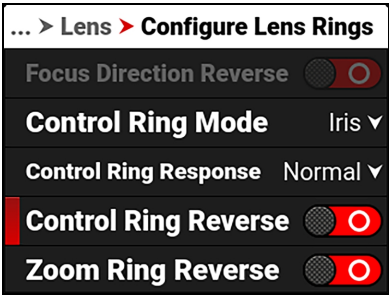 ... > Lens > Configure Lens Rings
Focus Direction Reverse
Control Ring Mode Iris
Control Ring Response Normal
Control Ring Reverse
Zoom Ring Reverse